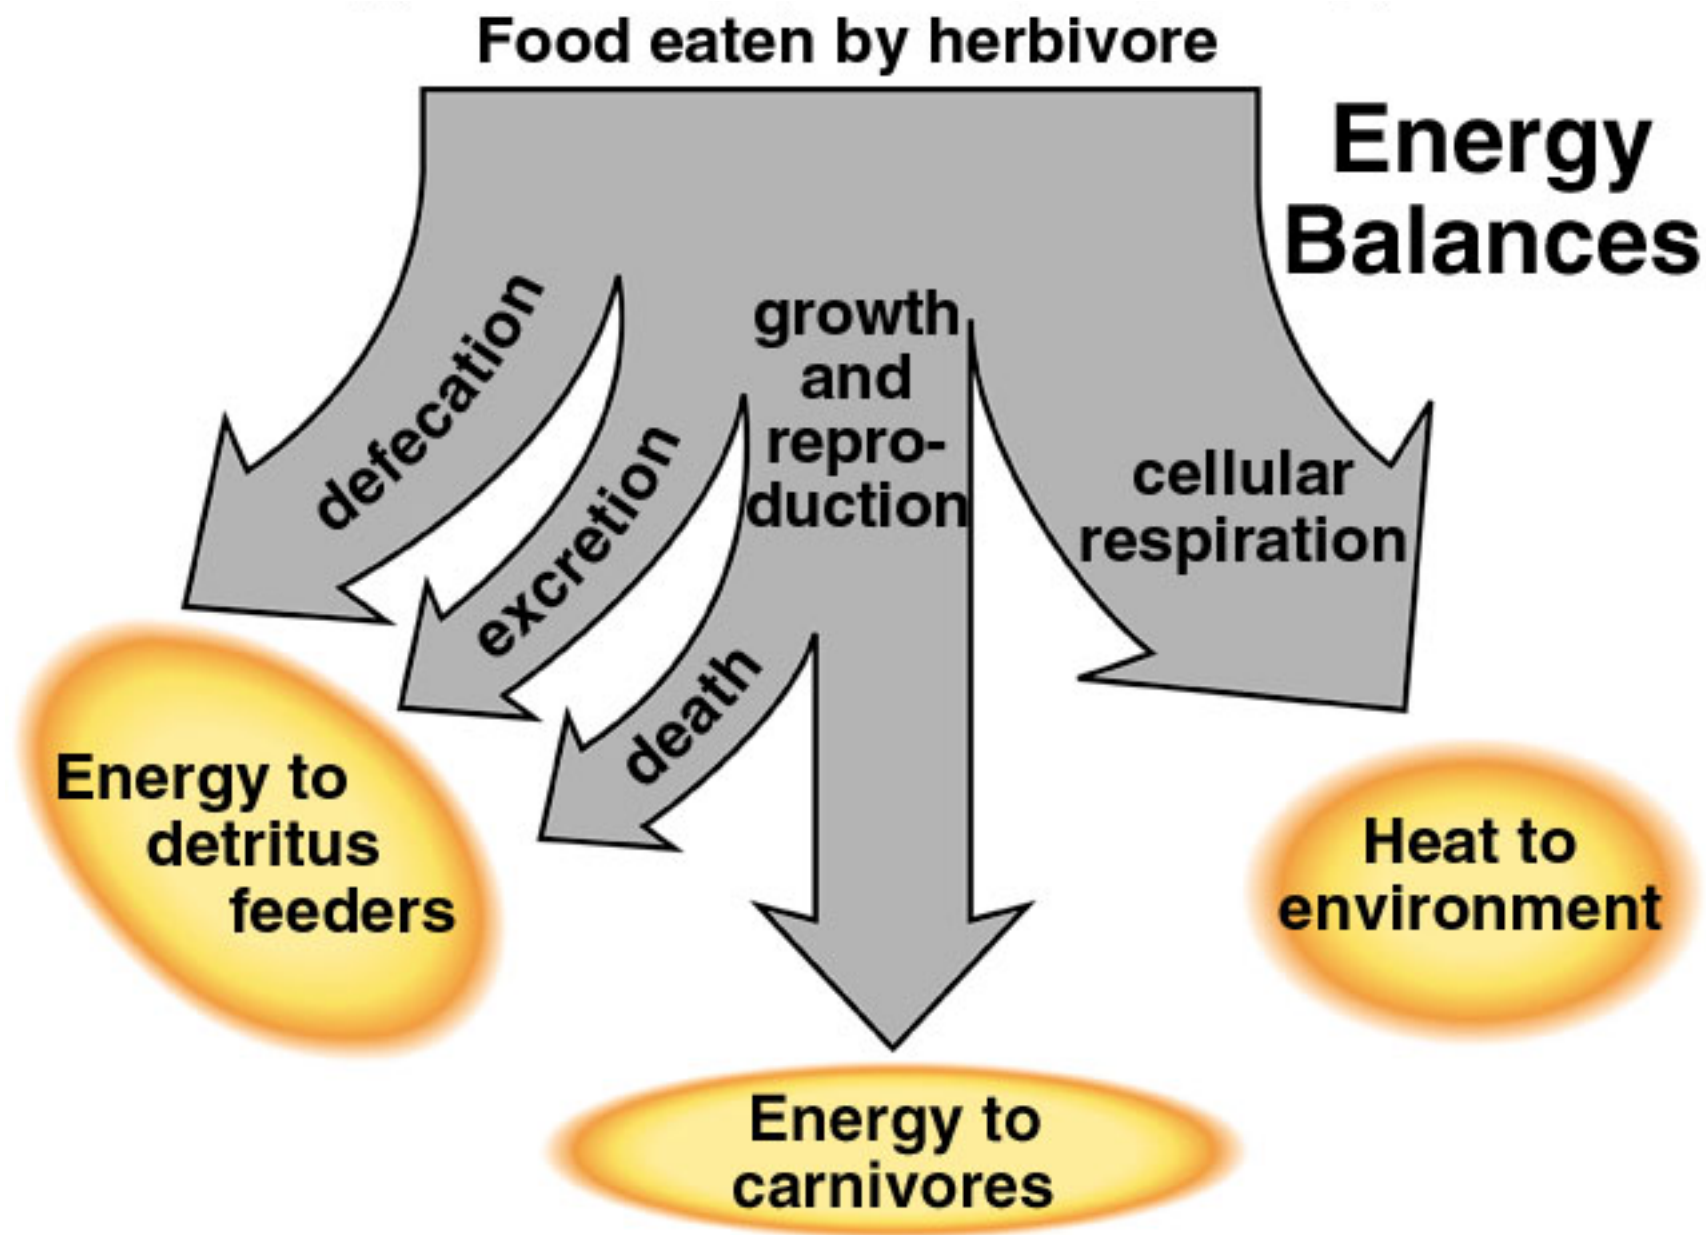 Food eaten by herbivore
Energy
Balances
defecation
excretion
death
growth
and
repro-
duction
cellular
respiration
Energy to
detritus
feeders
Heat to
environment
Energy to
carnivores